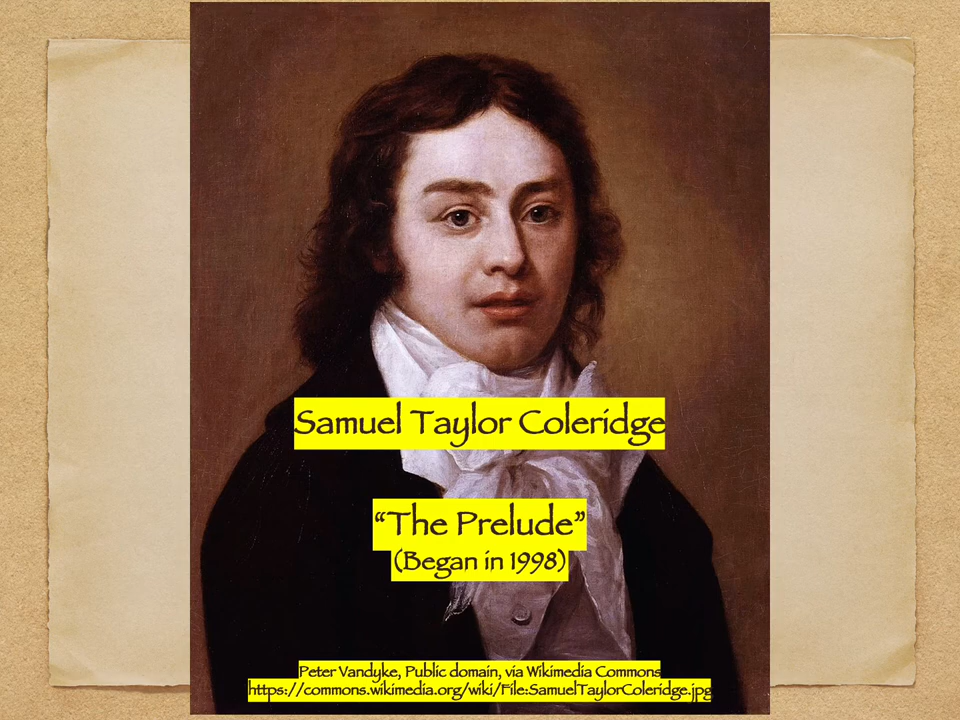 Samuel Taylor Coleridge
“The Prelude”
(Began in 1998)
Peter Vandyke, Public domain, via Wikimedia Commons
https://commons.wikimedia.org/wiki/File:SamuelTaylorColeridge.jpg